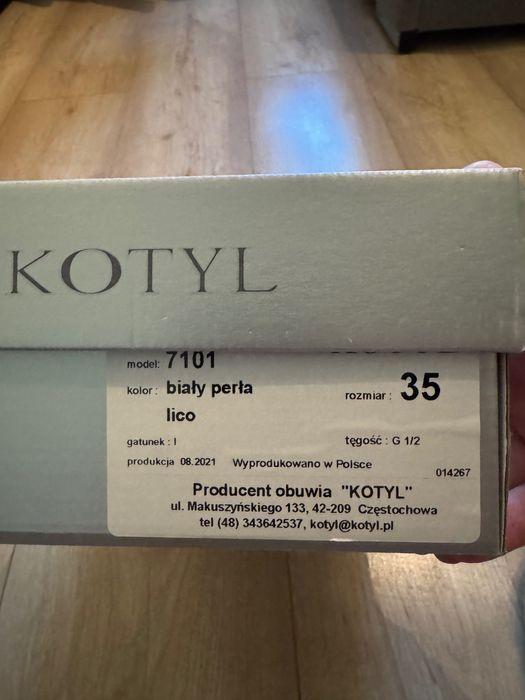 KOTYL
model: 7101
kolor : biały perła rozmiar : 35
lico
gatunek : I tęgość : G 1/2
produkcja 08.2021 Wyprodukowano w Polsce
014267
Producent obuwia "KOTYL"
ul. Makuszyńskiego 133, 42-209 Częstochowa
tel (48) 343642537, kotyl@kotyl.pl